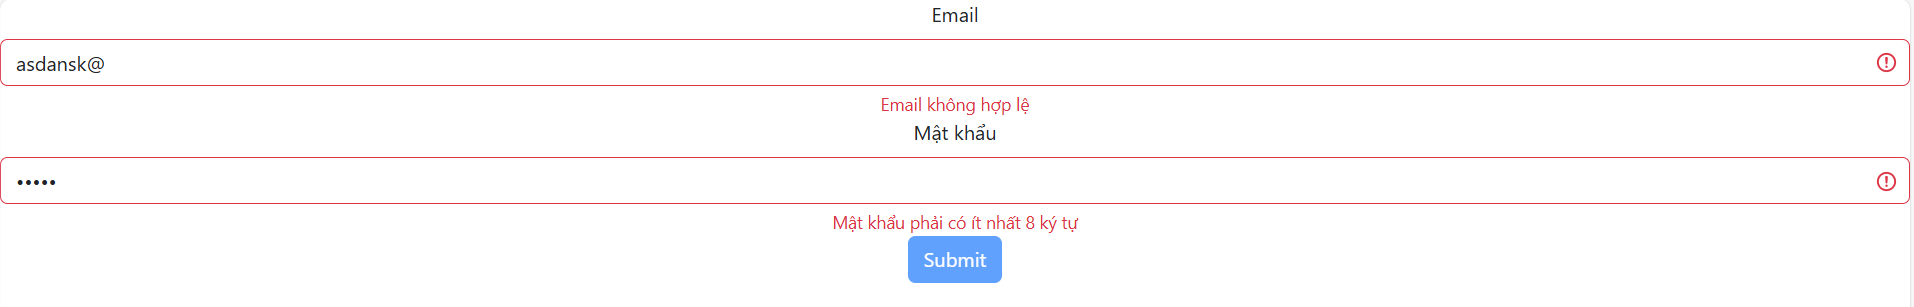 Email
asdansk@
Email không hợp lệ
Mật khẩu
•••••
Mật khẩu phải có ít nhất 8 ký tự
Submit